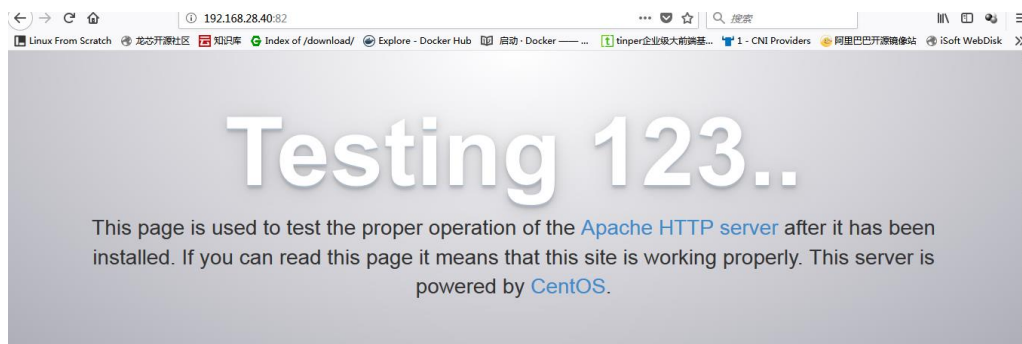 192.168.28.40:82
搜索
Linux From Scratch 龙芯开源社区 知识库 Index of /download/ Explore - Docker Hub 启动 · Docker —— ... tinper企业级大前端基... 1 - CNI Providers 阿里巴巴开源镜像站 iSoft WebDisk
Testing 123..
This page is used to test the proper operation of the Apache HTTP server after it has been
installed. If you can read this page it means that this site is working properly. This server is
powered by CentOS.